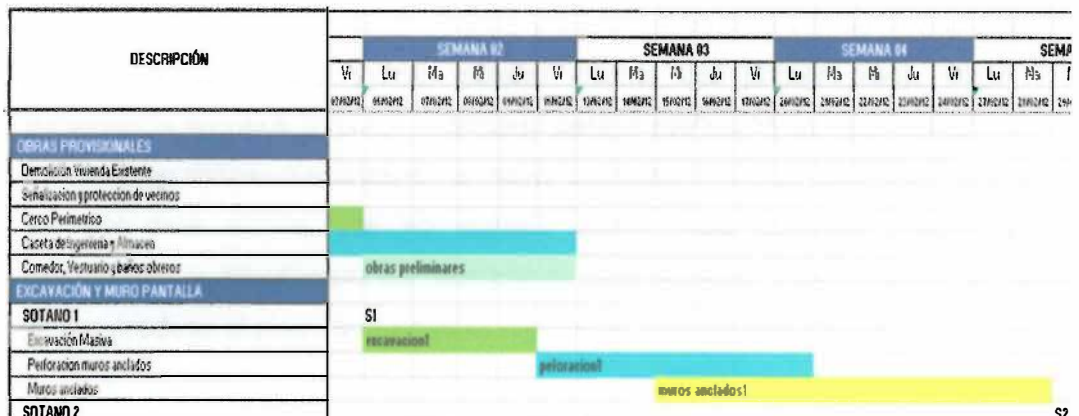 DESCRIPCIÓN
SEMANA 02 SEMANA 03 SEMANA 04
Vi Lu Ma Mi Ju Vi Lu Ma Mi Ju Vi Lu Ma Mi Ju Vi Lu Ma
OBRAS PROVISIONALES
Demolición Vivienda Existente
Señalizacion y proteccion de vecinos
Cerco Perimetrico
Caseta de Ingenieria y Almacen
Comedor, Vestuario y baños obreros obras preliminares
EXCAVACIÓN Y MURO PANTALLA
SOTANO 1 S1
Excavación Masiva excavacion1
Perforacion muros anclados peforacion1
Muros anclados muros anclados1
SOTANO 2 S2